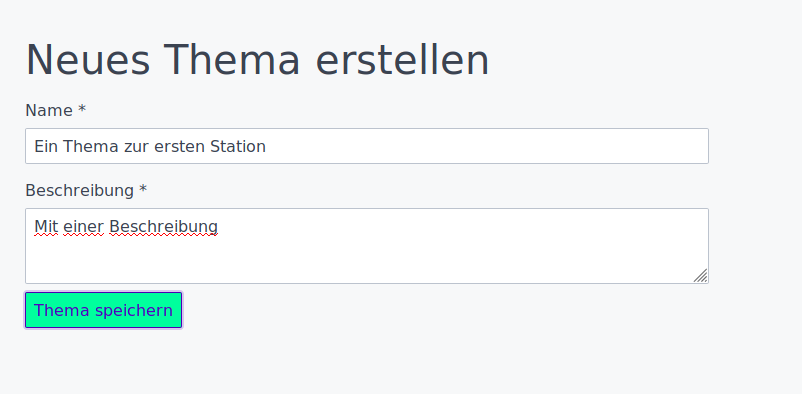 Neues Thema erstellen
Name *
Ein Thema zur ersten Station
Beschreibung *
Mit einer Beschreibung
Thema speichern